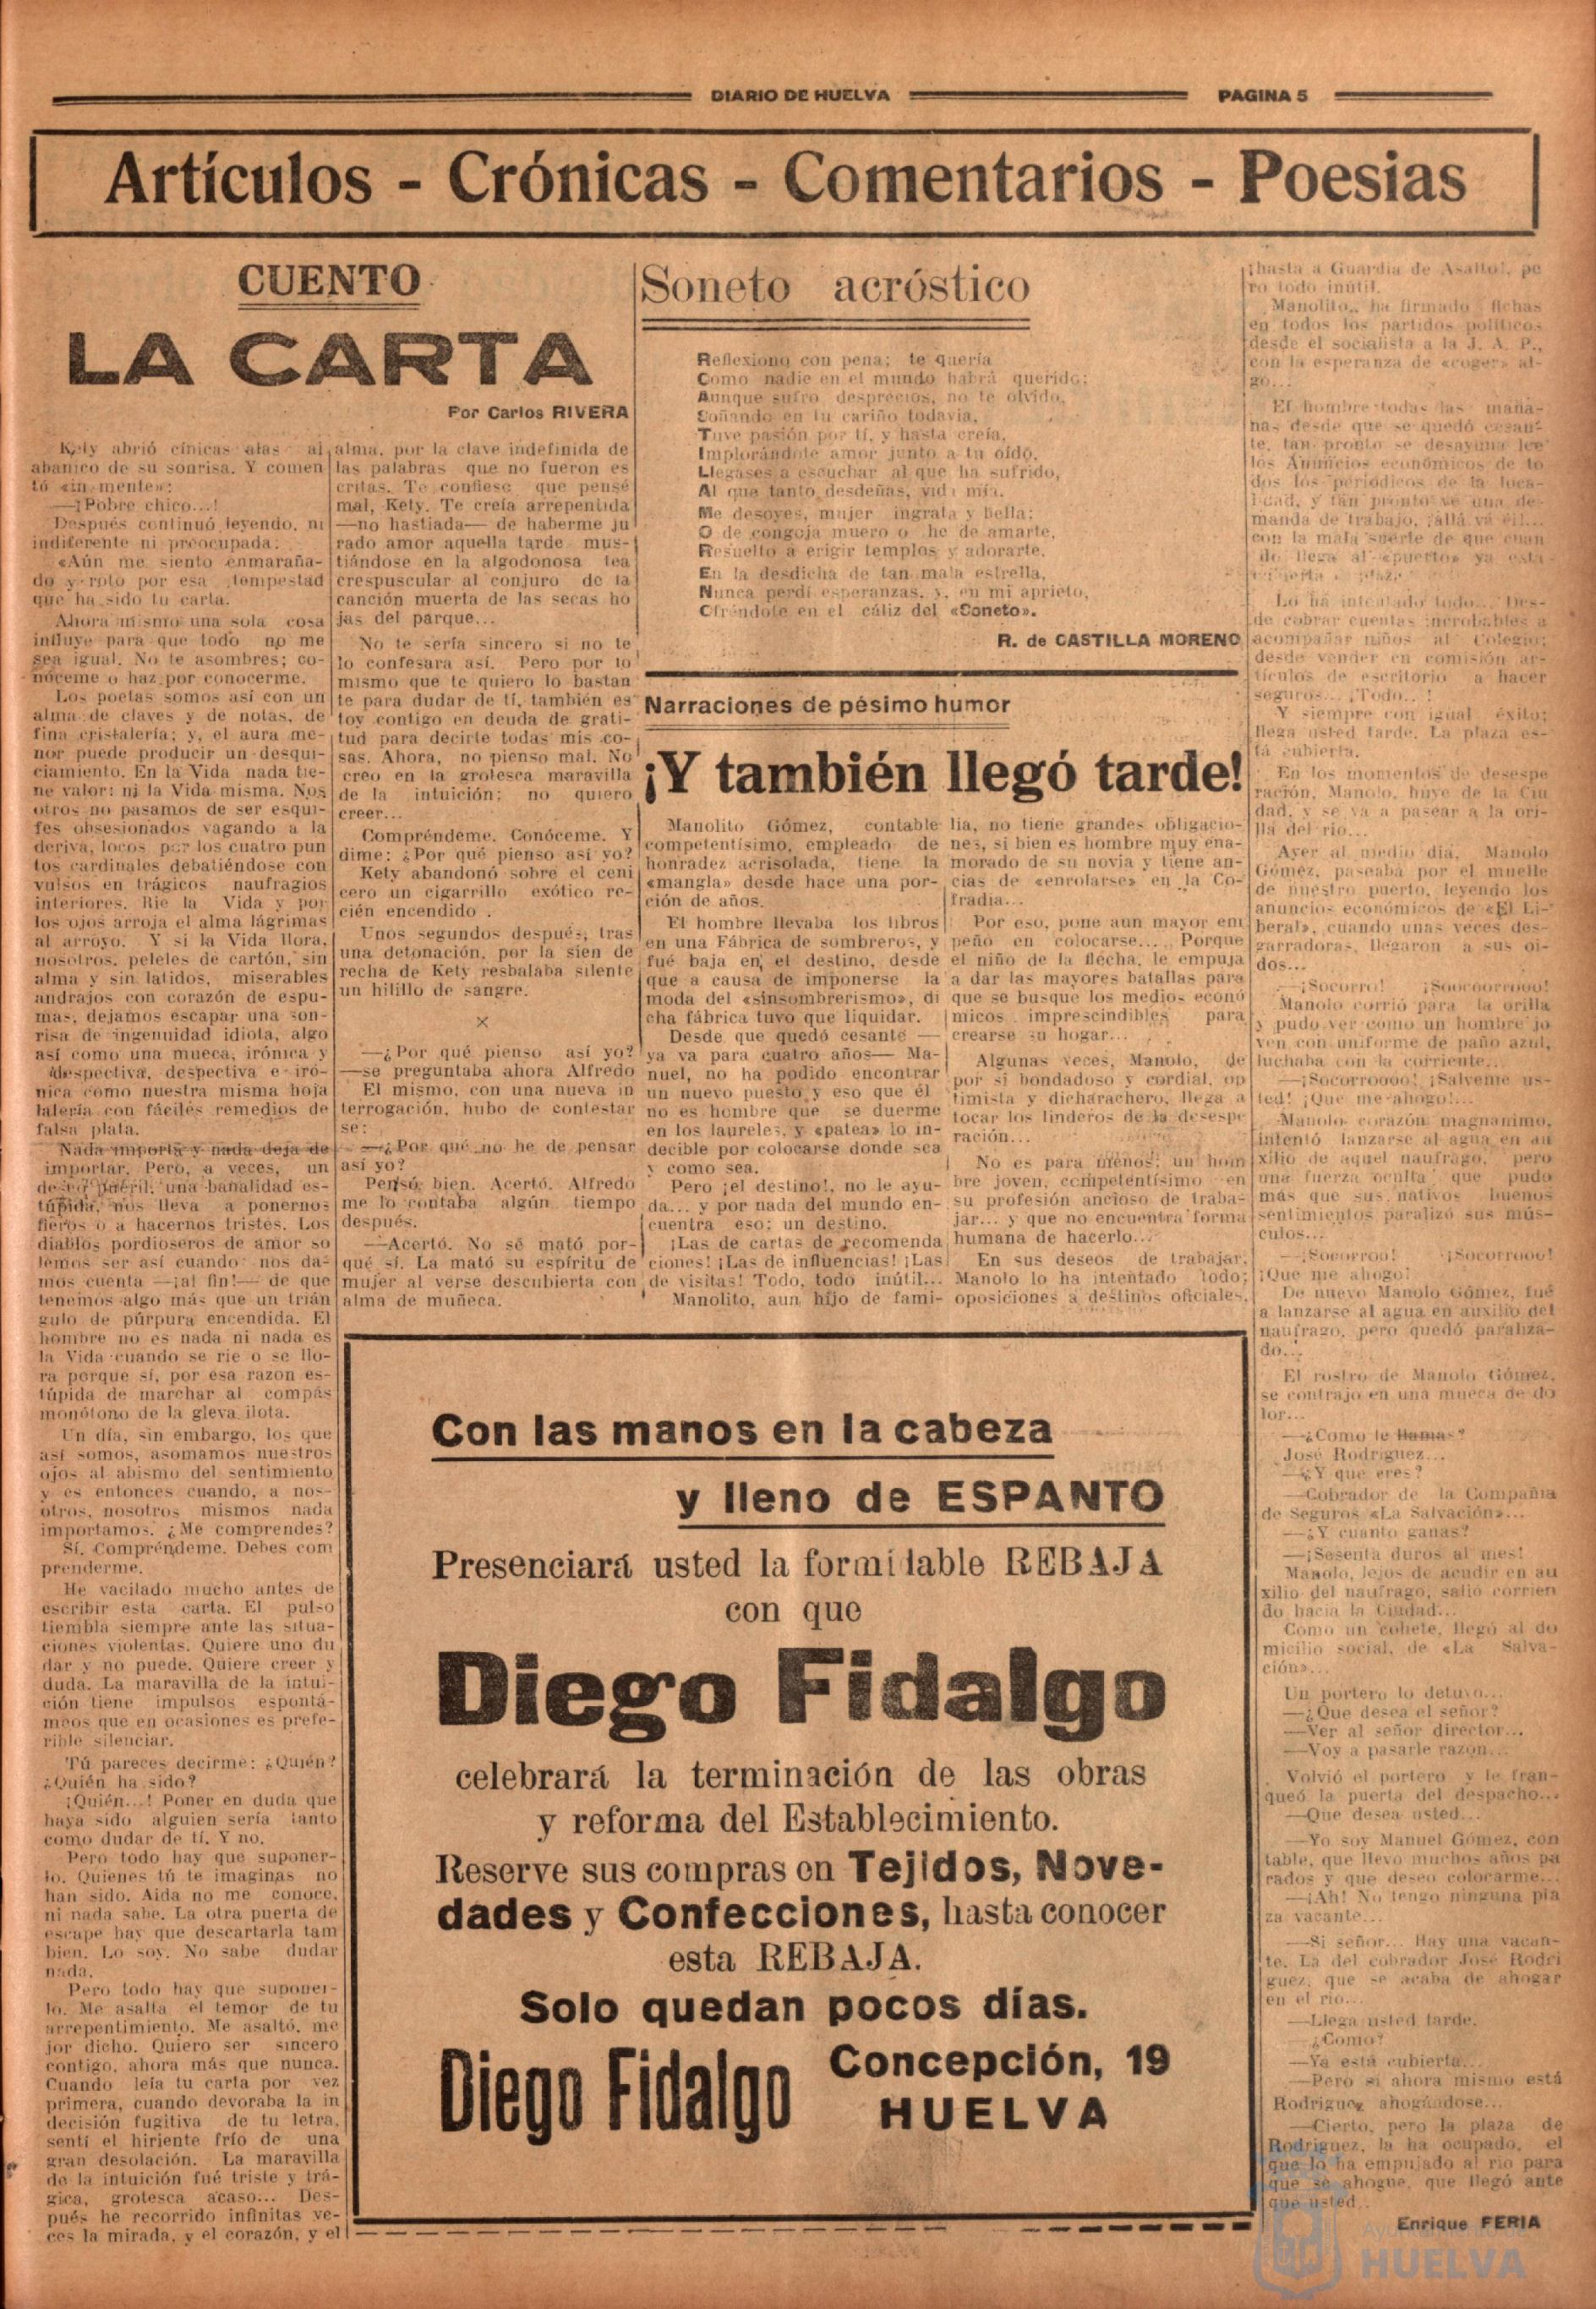 DIARIO DE HUELVA
PAGINA 5
Artículos - Crónicas - Comentarios - Poesias
CUENTO
LA CARTA
Por Carlos RIVERA
Kety abrió cínicas alas al
abanico de su sonrisa. Y comen
tó «in mente»:
—¡Pobre chico...!
Después continuó leyendo, ni
indiferente ni preocupada:
«Aún me siento enmaraña-
do y roto por esa tempestad
que ha sido tu carta.
Ahora mismo una sola cosa
influye para que todo no me
sea igual. No te asombres; co-
nóceme o haz por conocerme.
Los poetas somos así con un
alma de claves y de notas, de
fina cristalería; y, el aura me-
nor puede producir un desqui-
ciamiento. En la Vida nada tie-
ne valor: ni la Vida misma. Nos
otros no pasamos de ser esqui-
fes obsesionados vagando a la
deriva, locos por los cuatro pun
tos cardinales debatiéndose con
vulsos en trágicos naufragios
interiores. Rie la Vida y por
los ojos arroja el alma lágrimas
al arroyo. Y si la Vida llora,
nosotros, peleles de cartón, sin
alma y sin latidos, miserables
andrajos con corazón de espu-
mas, dejamos escapar una son-
risa de ingenuidad idiota, algo
así como una mueca, irónica y
despectiva, despectiva e iró-
nica como nuestra misma hoja
latería con fáciles remedios de
falsa plata.
Nada importa y nada deja de
importar. Pero, a veces, un
deseo pueril, una banalidad es-
túpida, nos lleva a ponernos
fieros o a hacernos tristes. Los
diablos pordioseros de amor so
lemos ser así cuando nos da-
mos cuenta —¡al fin!— de que
tenemos algo más que un trián
gulo de púrpura encendida. El
hombre no es nada ni nada es
la Vida cuando se rie o se llo-
ra porque sí, por esa razon es-
túpida de marchar al compás
monótono de la gleva ilota.
Un día, sin embargo, los que
así somos, asomamos nuestros
ojos al abismo del sentimiento
y es entonces cuando, a nos-
otros, nosotros mismos nada
importamos. ¿Me comprendes?
Sí. Compréndeme. Debes com
prenderme.
He vacilado mucho antes de
escribir esta carta. El pulso
tiembla siempre ante las situa-
ciones violentas. Quiere uno du
dar y no puede. Quiere creer y
duda. La maravilla de la intui-
ción tiene impulsos espontá-
meos que en ocasiones es prefe-
rible silenciar.
Tú pareces decirme: ¿Quién?
¿Quién ha sido?
¡Quién...! Poner en duda que
haya sido alguien sería tanto
como dudar de tí. Y no.
Pero todo hay que suponer-
lo. Quienes tú te imaginas no
han sido. Aida no me conoce,
ni nada sabe. La otra puerta de
escape hay que descartarla tam
bien. Lo soy. No sabe dudar
nada.
Pero todo hay que suponer-
lo. Me asalta el temor de tu
arrepentimiento. Me asaltó, me
jor dicho. Quiero ser sincero
contigo, ahora más que nunca.
Cuando leía tu carta por vez
primera, cuando devoraba la in
decisión fugitiva de tu letra,
sentí el hiriente frío de una
gran desolación. La maravilla
de la intuición fué triste y trá-
gica, grotesca acaso... Des-
pués he recorrido infinitas ve-
ces la mirada, y el corazón, y el
alma, por la clave indefinida de
las palabras que no fueron es
critas. Te confiesc que pensé
mal, Kety. Te creía arrepentida
—no hastiada— de haberme ju
rado amor aquella tarde mus-
tiándose en la algodonosa tea
crespuscular al conjuro de la
canción muerta de las secas ho
jas del parque...
No te sería sincero si no te
lo confesara así. Pero por lo
mismo que te quiero lo bastan
te para dudar de tí, también es
toy contigo en deuda de grati-
tud para decirte todas mis co-
sas. Ahora, no pienso mal. No
creo en la grotesca maravilla
de la intuición; no quiero
creer...
Compréndeme. Conóceme. Y
dime: ¿Por qué pienso así yo?
Kety abandonó sobre el ceni
cero un cigarrillo exótico re-
cién encendido .
Unos segundos después, tras
una detonación, por la sien de
recha de Kety resbalaba silente
un hilillo de sangre.
×
—¿Por qué pienso así yo?
—se preguntaba ahora Alfredo
El mismo, con una nueva in
terrogación, hubo de contestar
se:
—¿Por qué no he de pensar
así yo?
Pensó, bien. Acertó. Alfredo
me lo contaba algún tiempo
después.
—Acertó. No sé mató por-
qué sí. La mató su espíritu de
mujer al verse descubierta con
alma de muñeca.
Soneto acróstico
Reflexiono con pena; te quería
Como nadie en el mundo habrá querido;
Aunque sufro desprecios, no te olvido,
Soñando en tu cariño todavia.
Tuve pasión por tí, y hasta creía,
Implorándote amor junto a tu oído,
Llegases a escuchar al que ha sufrido,
Al que tanto desdeñas, vida mía.
Me desoyes, mujer ingrata y bella;
O de congoja muero o he de amarte,
Resuelto a erigir templos y adorarte.
En la desdicha de tan mala estrella,
Nunca perdí esperanzas, y, en mi aprieto,
Ofréndote en el cáliz del «Soneto».
R. de CASTILLA MORENO
Narraciones de pésimo humor
¡Y también llegó tarde!
Manolito Gómez, contable
competentísimo, empleado de
honradez acrisolada, tiene la
«mangla» desde hace una por-
ción de años.
El hombre llevaba los libros
en una Fábrica de sombreros, y
fué baja en el destino, desde
que a causa de imponerse la
moda del «sinsombrerismo», di
cha fábrica tuvo que liquidar.
Desde que quedó cesante —
ya va para cuatro años— Ma-
nuel, no ha podido encontrar
un nuevo puesto y eso que él
no es hombre que se duerme
en los laureles, y «patea» lo in-
decible por colocarse donde sea
y como sea.
Pero ¡el destino!, no le ayu-
da... y por nada del mundo en-
cuentra eso: un destino.
¡Las de cartas de recomenda
ciones! ¡Las de influencias! ¡Las
de visitas! Todo, todo inútil...
Manolito, aun hijo de fami-
lia, no tiene grandes obligacio-
nes, si bien es hombre muy ena-
morado de su novia y tiene an-
cias de «enrolarse» en la Co-
fradia...
Por eso, pone aun mayor em
peño en colocarse... Porque
el niño de la flecha, le empuja
a dar las mayores batallas para
que se busque los medios econó
micos imprescindibles para
crearse su hogar...
Algunas veces, Manolo, de
por si bondadoso y cordial, op
timista y dicharachero, llega a
tocar los linderos de la desespe
ración...
No es para menos; un hom
bre joven, competentísimo en
su profesión ancioso de traba-
jar... y que no encuentra forma
humana de hacerlo...
En sus deseos de trabajar,
Manolo lo ha intentado todo;
oposiciones a destinos oficiales,
¡hasta a Guardia de Asalto!, pe
ro todo inútil.
Manolito.. ha firmado fichas
en todos los partidos políticos
desde el socialista a la J. A. P.,
con la esperanza de «coger» al-
go...
El hombre todas las maña-
nas desde que se quedó cesan-
te, tan pronto se desayuna lee
los Anuncios económicos de to
dos los periódicos de la loca-
lidad, y tan pronto ve una de-
manda de trabajo, ¡allá vá él!...
con la mala suerte de que cuan
do llega al «puerto» ya está
cubierta la plaza
Lo ha intentado todo... Des-
de cobrar cuentas incobrables a
acompañar niños al Colegio;
desde vender en comisión ar-
tículos de escritorio a hacer
seguros... ¡Todo..!
Y siempre con igual éxito;
llega usted tarde. La plaza es-
tá cubierta.
En los momentos de desespe
ración, Manolo, huye de la Ciu
dad, y se va a pasear a la ori-
lla del río...
Ayer al medio dia, Manolo
Gómez, paseaba por el muelle
de nuestro puerto, leyendo los
anuncios económicos de «El Li-
beral», cuando unas veces des-
garradoras, llegaron a sus oi-
dos...
—¡Socorro! ¡Soocoorrooo!
Manolo corrió para la orilla
y pudo ver como un hombre jo
ven con uniforme de paño azul,
luchaba con la corriente...
—¡Socorroooo! ¡Salveme us-
ted! ¡Que me ahogo!...
Manolo corazón magnanimo,
intentó lanzarse al agua en au
xilio de aquel naufrago, pero
una fuerza oculta que pudo
más que sus nativos buenos
sentimientos paralizó sus mús-
culos...
—¡Socorroo! ¡Socorrooo!
¡Que me ahogo!
De nuevo Manolo Gómez, fué
a lanzarse al agua en auxilio del
naufrago, pero quedó paraliza-
do...
El rostro de Manolo Gómez,
se contrajo en una mueca de do
lor...
—¿Como te llamas?
José Rodriguez...
—¿Y que eres?
—Cobrador de la Compañia
de Seguros «La Salvación»...
—¿Y cuanto ganas?
—¡Sesenta duros al mes!
Manolo, lejos de acudir en au
xilio del naufrago, salió corrien
do hacia la Ciudad...
Como un cohete, llegó al do
micilio social, de «La Salva-
ción»...
Un portero lo detuvo...
—¿Que desea el señor?
—Ver al señor director...
—Voy a pasarle razon...
Volvió el portero y le fran-
queó la puerta del despacho...
—Que desea usted...
—Yo soy Manuel Gómez, con
table, que llevo muchos años pa
rados y que deseo colocarme...
—¡Ah! No tengo ninguna pla
za vacante...
—Si señor... Hay una vacan-
te. La del cobrador José Rodri
guez, que se acaba de ahogar
en el rio...
—Llega usted tarde.
¿Como?
—Ya está cubierta...
—Pero si ahora mismo está
Rodriguez ahogándose...
—Cierto, pero la plaza de
Rodriguez, la ha ocupado, el
que lo ha empujado al rio para
que se ahogue, que llegó ante
que usted..
Enrique FERIA
Con las manos en la cabeza
y lleno de ESPANTO
Presenciará usted la formidable REBAJA
con que
Diego Fidalgo
celebrará la terminación de las obras
y reforma del Establecimiento.
Reserve sus compras en Tejidos, Nove-
dades y Confecciones, hasta conocer
esta REBAJA.
Solo quedan pocos días.
Diego Fidalgo
Concepción, 19
HUELVA
HUELVA